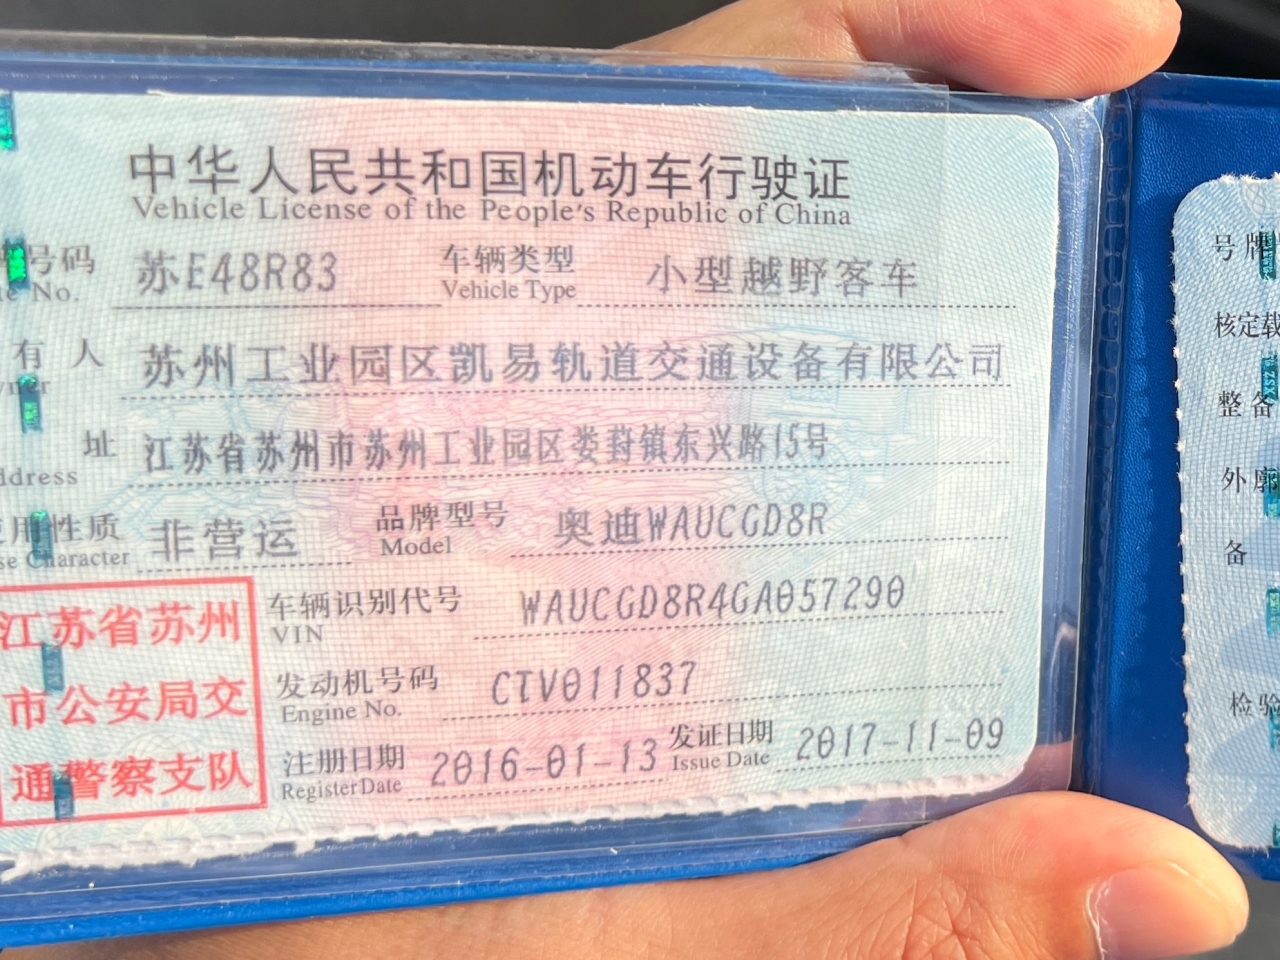 中华人民共和国机动车行驶证
Vehicle License of the People's Republic of China
号码 苏E48R83 车辆类型 小型越野客车
No. Vehicle Type
有人 苏州工业园区凯易轨道交通设备有限公司
址 江苏省苏州市苏州工业园区娄葑镇东兴路15号
ddress
使用性质 非营运 品牌型号 奥迪WAUCGD8R
se Character Model
江苏省苏州
市公安局交
通警察支队
车辆识别代号 WAUCGD8R4GA057290
VIN
发动机号码 CTV011837
Engine No.
注册日期 2016-01-13 发证日期 2017-11-09
Register Date Issue Date
号牌
核定载
整备
外廓
备
检验